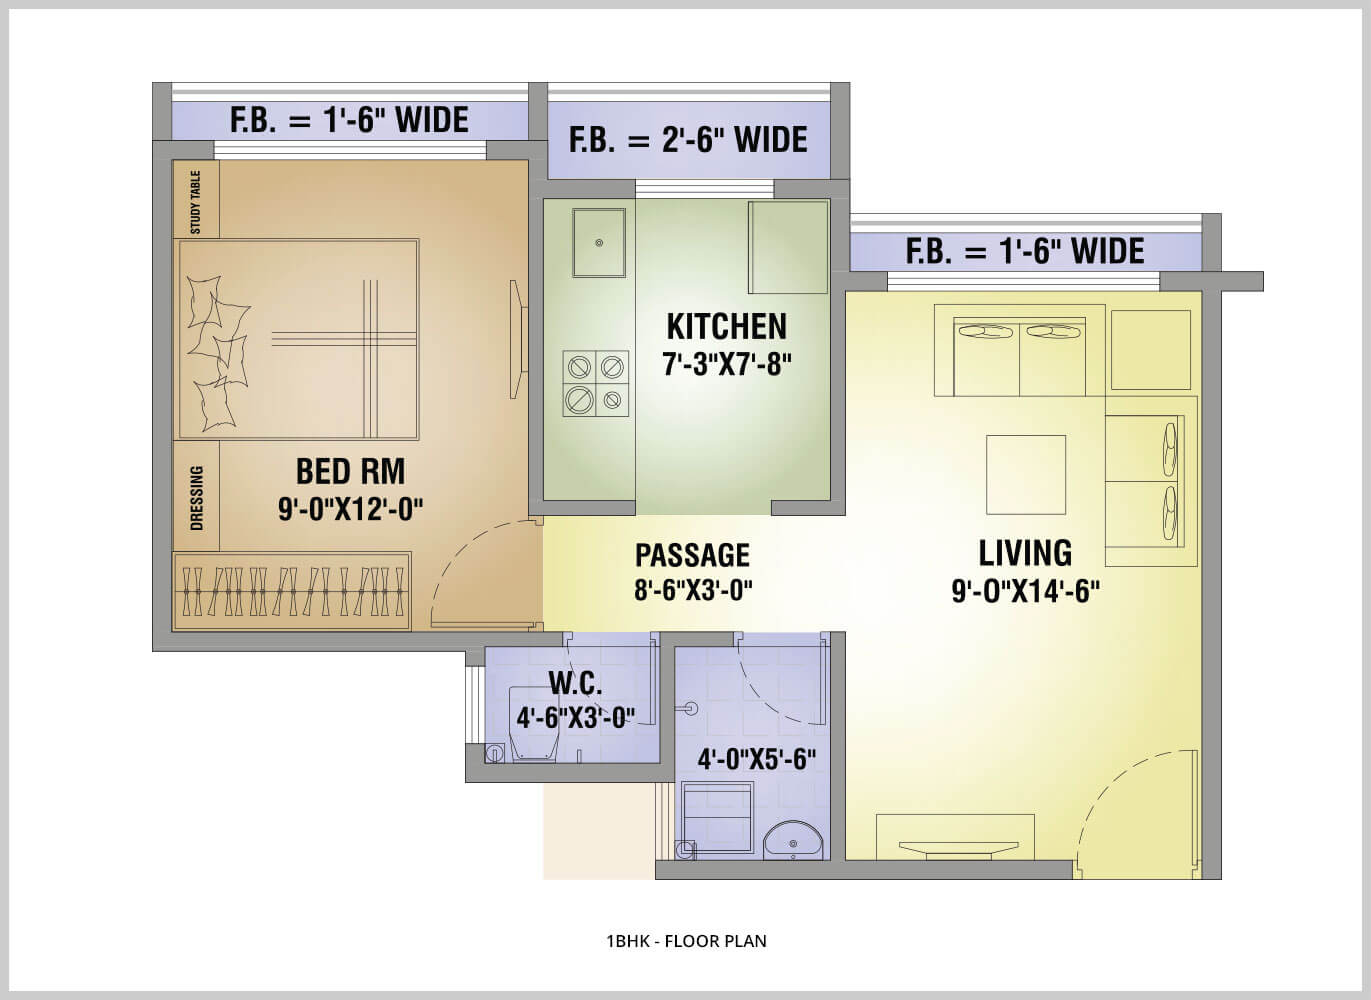 F.B. = 1'-6" WIDE
F.B. = 2'-6" WIDE
F.B. = 1'-6" WIDE
STUDY TABLE
KITCHEN
7'-3"X7'-8"
BED RM
9'-0"X12'-0"
DRESSING
PASSAGE
8'-6"X3'-0"
LIVING
9'-O"X14'-6"
W.C.
4'-6"X3'-0"
4'-0"X5'-6"
1BHK - FLOOR PLAN